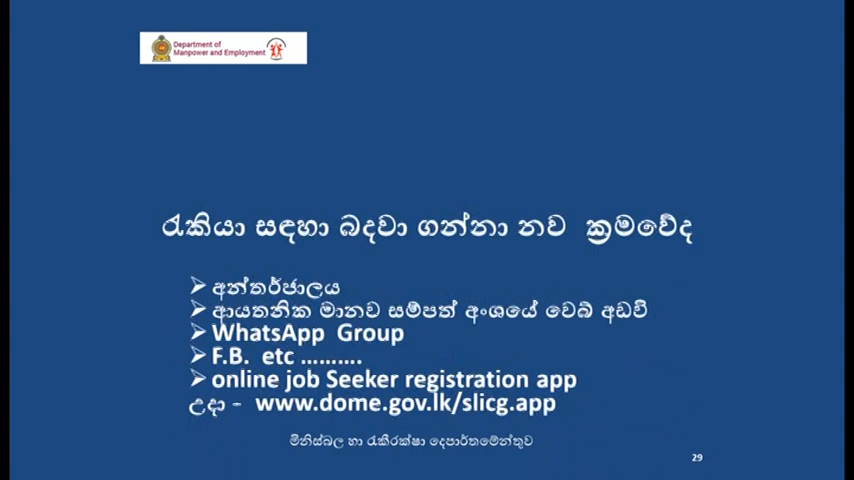 Department of
Manpower and Employment
රැකියා සඳහා බදවා ගන්නා නව ක්‍රමවේද
අන්තර්ජාලය
ආයතනික මානව සම්පත් අංශයේ වෙබ් අඩවි
WhatsApp Group
F.B. etc ..........
online job Seeker registration app
උදා - www.dome.gov.lk/slicg.app
මිනිස්බල හා රැකීරක්ෂා දෙපාර්තමේන්තුව
29